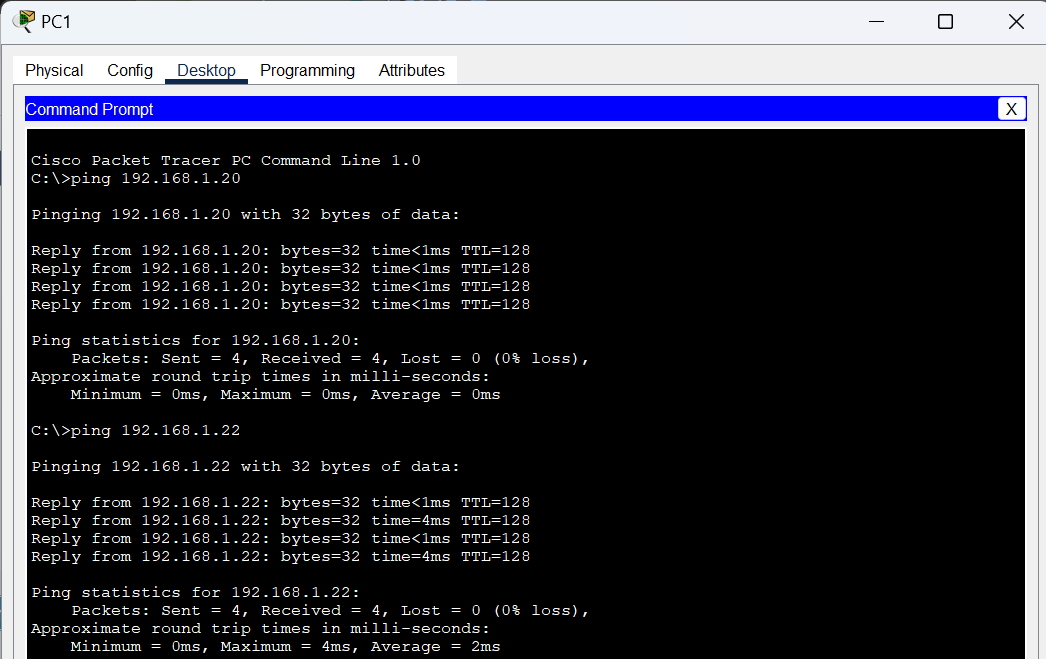 PC1
Physical Config Desktop Programming Attributes
Command Prompt X
Cisco Packet Tracer PC Command Line 1.0
C:\>ping 192.168.1.20
Pinging 192.168.1.20 with 32 bytes of data:
Reply from 192.168.1.20: bytes=32 time<1ms TTL=128
Reply from 192.168.1.20: bytes=32 time<1ms TTL=128
Reply from 192.168.1.20: bytes=32 time<1ms TTL=128
Reply from 192.168.1.20: bytes=32 time<1ms TTL=128
Ping statistics for 192.168.1.20:
    Packets: Sent = 4, Received = 4, Lost = 0 (0% loss),
Approximate round trip times in milli-seconds:
    Minimum = 0ms, Maximum = 0ms, Average = 0ms
C:\>ping 192.168.1.22
Pinging 192.168.1.22 with 32 bytes of data:
Reply from 192.168.1.22: bytes=32 time<1ms TTL=128
Reply from 192.168.1.22: bytes=32 time=4ms TTL=128
Reply from 192.168.1.22: bytes=32 time<1ms TTL=128
Reply from 192.168.1.22: bytes=32 time=4ms TTL=128
Ping statistics for 192.168.1.22:
    Packets: Sent = 4, Received = 4, Lost = 0 (0% loss),
Approximate round trip times in milli-seconds:
    Minimum = 0ms, Maximum = 4ms, Average = 2ms